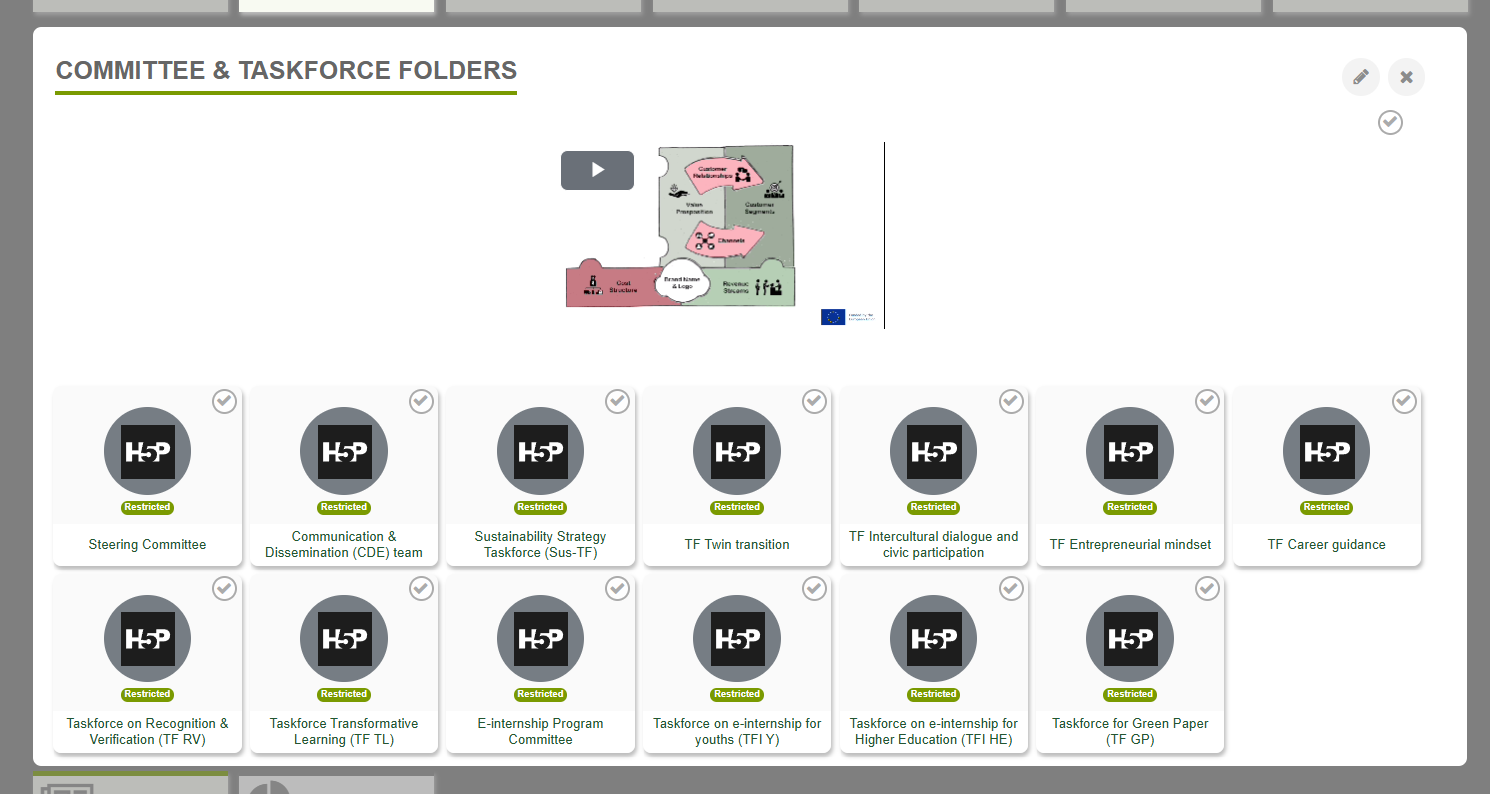 COMMITTEE & TASKFORCE FOLDERS
Customer
Relationships
Value
Proposition
Customer
Segments
Channels
Cost
Structure
Brand Name
& Logo
Revenue
Streams
H5P
H5P
H5P
H5P
H5P
H5P
H5P
Restricted
Restricted
Restricted
Restricted
Restricted
Restricted
Restricted
Steering Committee
Communication &
Dissemination (CDE) team
Sustainability Strategy
Taskforce (Sus-TF)
TF Twin transition
TF Intercultural dialogue and
civic participation
TF Entrepreneurial mindset
TF Career guidance
H5P
H5P
H5P
H5P
H5P
H5P
Restricted
Restricted
Restricted
Restricted
Restricted
Restricted
Taskforce on Recognition &
Verification (TF RV)
Taskforce Transformative
Learning (TF TL)
E-internship Program
Committee
Taskforce on e-internship for
youths (TFI Y)
Taskforce on e-internship for
Higher Education (TFI HE)
Taskforce for Green Paper
(TF GP)